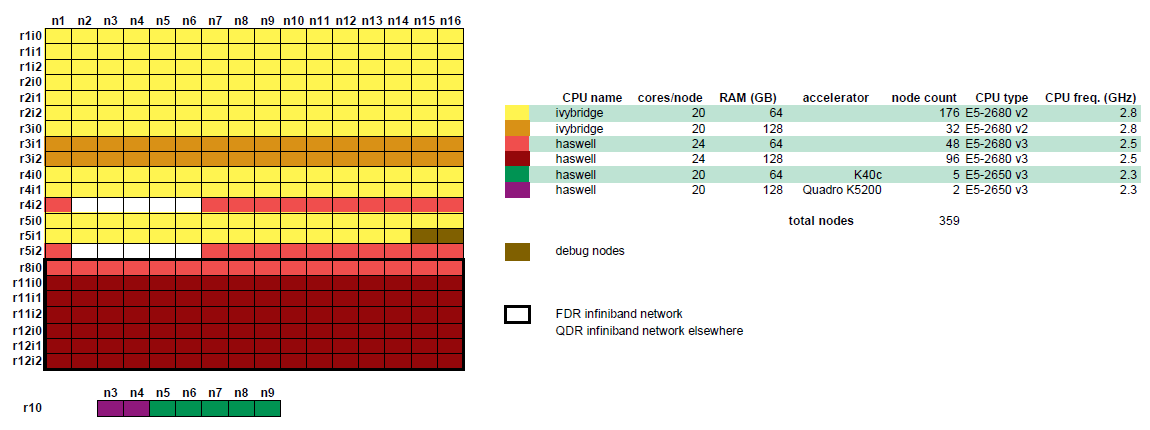 n1 n2 n3 n4 n5 n6 n7 n8 n9 n10 n11 n12 n13 n14 n15 n16
r1i0
r1i1
r1i2
r2i0
r2i1
r2i2
r3i0
r3i1
r3i2
r4i0
r4i1
r4i2
r5i0
r5i1
r5i2
r8i0
r11i0
r11i1
r11i2
r12i0
r12i1
r12i2
n3 n4 n5 n6 n7 n8 n9
r10
CPU name cores/node RAM (GB) accelerator node count CPU type CPU freq. (GHz)
ivybridge 20 64 176 E5-2680 v2 2.8
ivybridge 20 128 32 E5-2680 v2 2.8
haswell 24 64 48 E5-2680 v3 2.5
haswell 24 128 96 E5-2680 v3 2.5
haswell 20 64 K40c 5 E5-2650 v3 2.3
haswell 20 128 Quadro K5200 2 E5-2650 v3 2.3
total nodes 359
debug nodes
FDR infiniband network
QDR infiniband network elsewhere